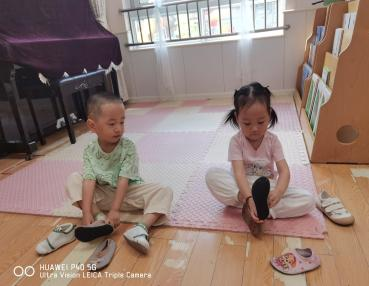 HUAWEI P40 5G
Ultra Vision LEICA Triple Camera